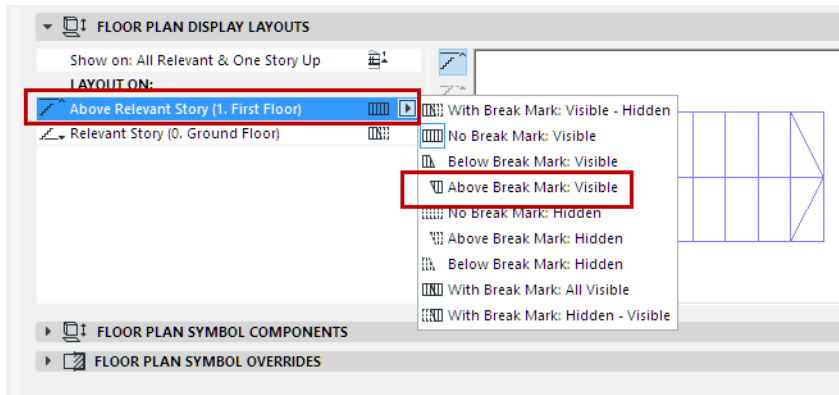 FLOOR PLAN DISPLAY LAYOUTS
Show on: All Relevant & One Story Up
LAYOUT ON:
Above Relevant Story (1. First Floor)
Relevant Story (0. Ground Floor)
With Break Mark: Visible - Hidden
No Break Mark: Visible
Below Break Mark: Visible
Above Break Mark: Visible
No Break Mark: Hidden
Above Break Mark: Hidden
Below Break Mark: Hidden
With Break Mark: All Visible
With Break Mark: Hidden - Visible
FLOOR PLAN SYMBOL COMPONENTS
FLOOR PLAN SYMBOL OVERRIDES